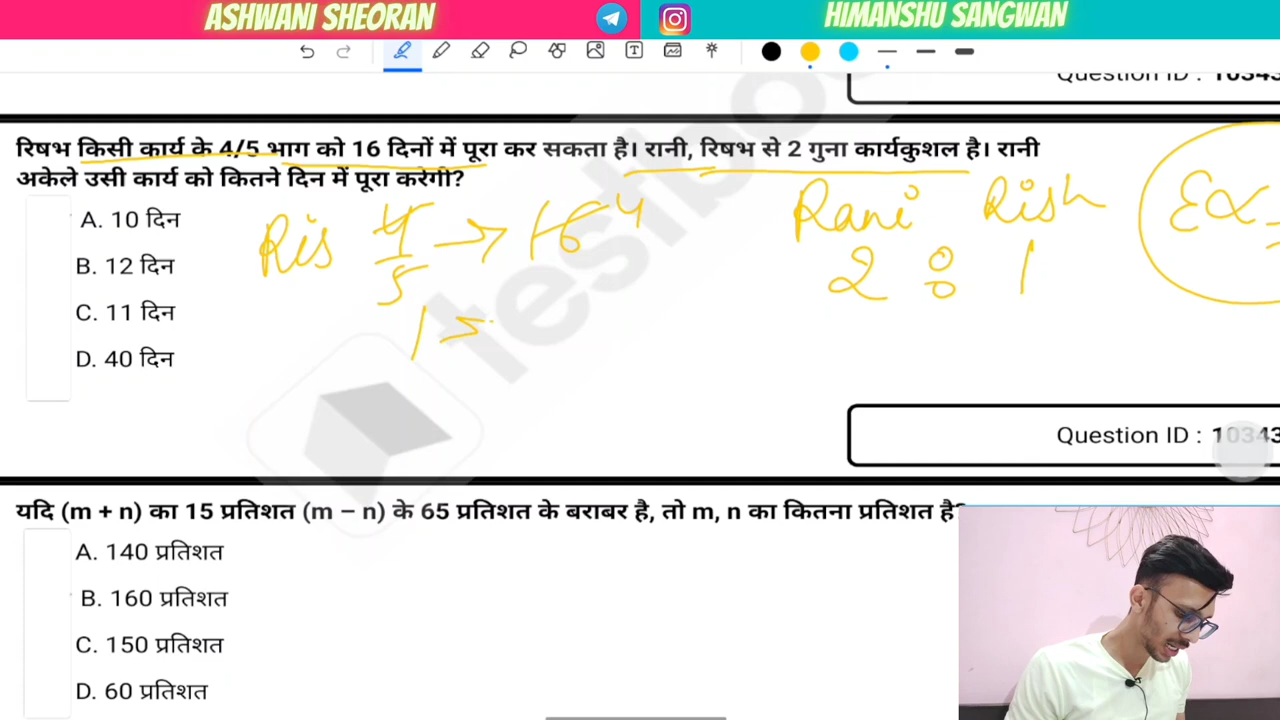 ASHWANI SHEORAN
HIMANSHU SANGWAN
Question ID : 10343
रिषभ किसी कार्य के 4/5 भाग को 16 दिनों में पूरा कर सकता है। रानी, रिषभ से 2 गुना कार्यकुशल है। रानी
अकेले उसी कार्य को कितने दिन में पूरा करेगी?
A. 10 दिन
B. 12 दिन
C. 11 दिन
D. 40 दिन
Ris 4/5 → 16 4
1 →
Rani Rish
2 : 1
testbook
Question ID : 10343
यदि (m + n) का 15 प्रतिशत (m – n) के 65 प्रतिशत के बराबर है, तो m, n का कितना प्रतिशत है?
A. 140 प्रतिशत
B. 160 प्रतिशत
C. 150 प्रतिशत
D. 60 प्रतिशत